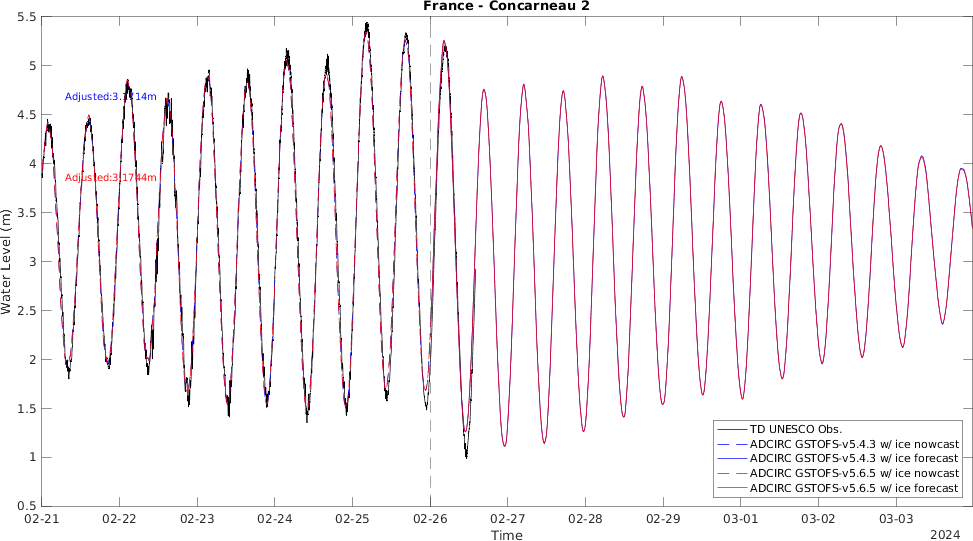 France - Concarneau 2
Water Level (m)
5.5
5
4.5
4
3.5
3
2.5
2
1.5
1
0.5
Adjusted:3.1714m
Adjusted:3.1744m
TD UNESCO Obs.
ADCIRC GSTOFS-v5.4.3 w/ ice nowcast
ADCIRC GSTOFS-v5.4.3 w/ ice forecast
ADCIRC GSTOFS-v5.6.5 w/ ice nowcast
ADCIRC GSTOFS-v5.6.5 w/ ice forecast
02-21 02-22 02-23 02-24 02-25 02-26 02-27 02-28 02-29 03-01 03-02 03-03
Time
2024